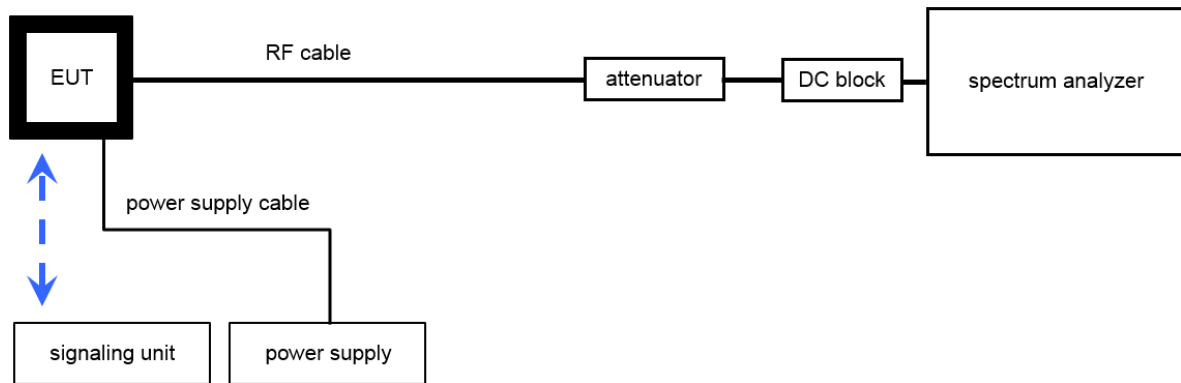 EUT
RF cable
attenuator
DC block
spectrum analyzer
power supply cable
signaling unit
power supply